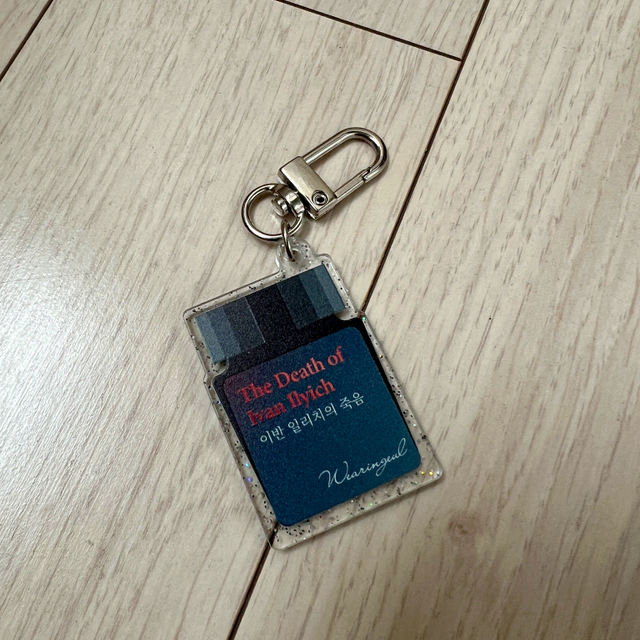 The Death of
Ivan Ilyich
이반 일리치의 죽음
Wearingeul